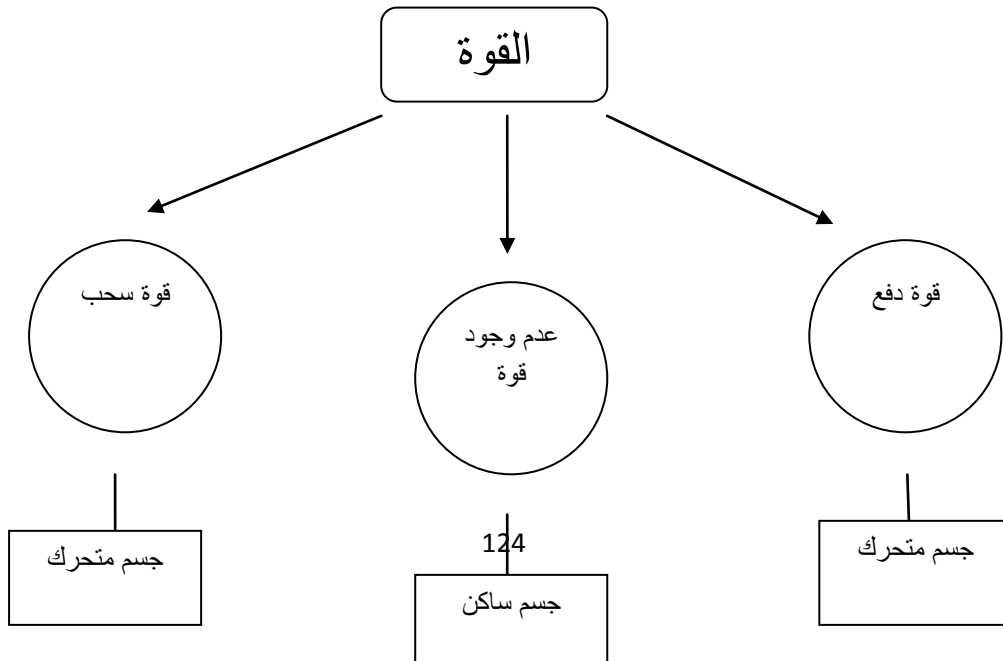 القوة
قوة دفع
عدم وجود
قوة
قوة سحب
جسم متحرك
124
جسم ساكن
جسم متحرك